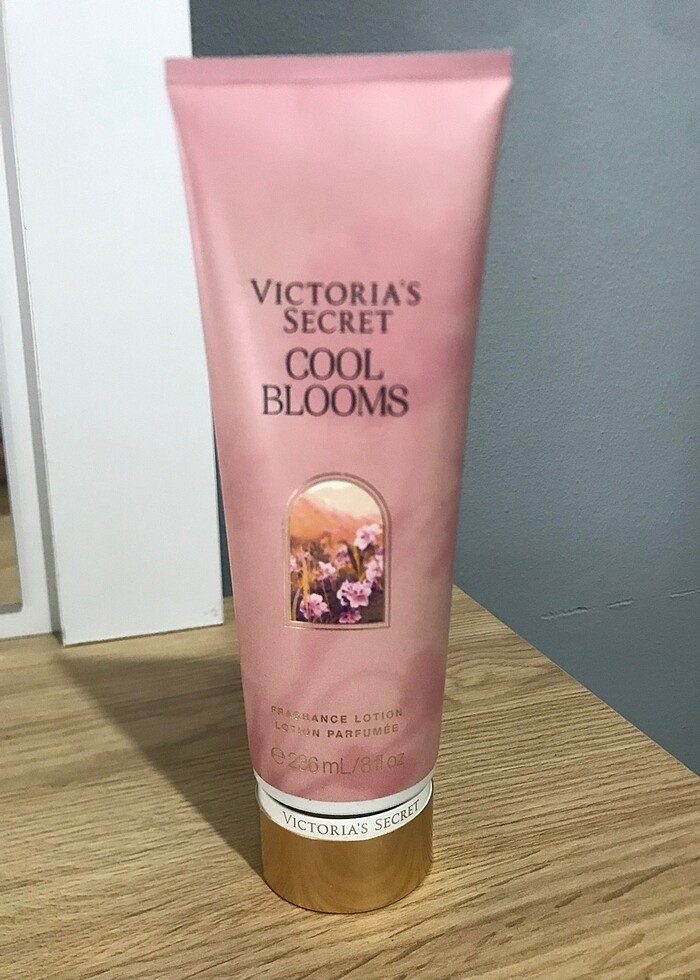 VICTORIA'S
SECRET
COOL
BLOOMS
FRAGRANCE LOTION
LOTION PARFUMÉE
℮ 236 mL/8 fl oz
VICTORIA'S SECRET